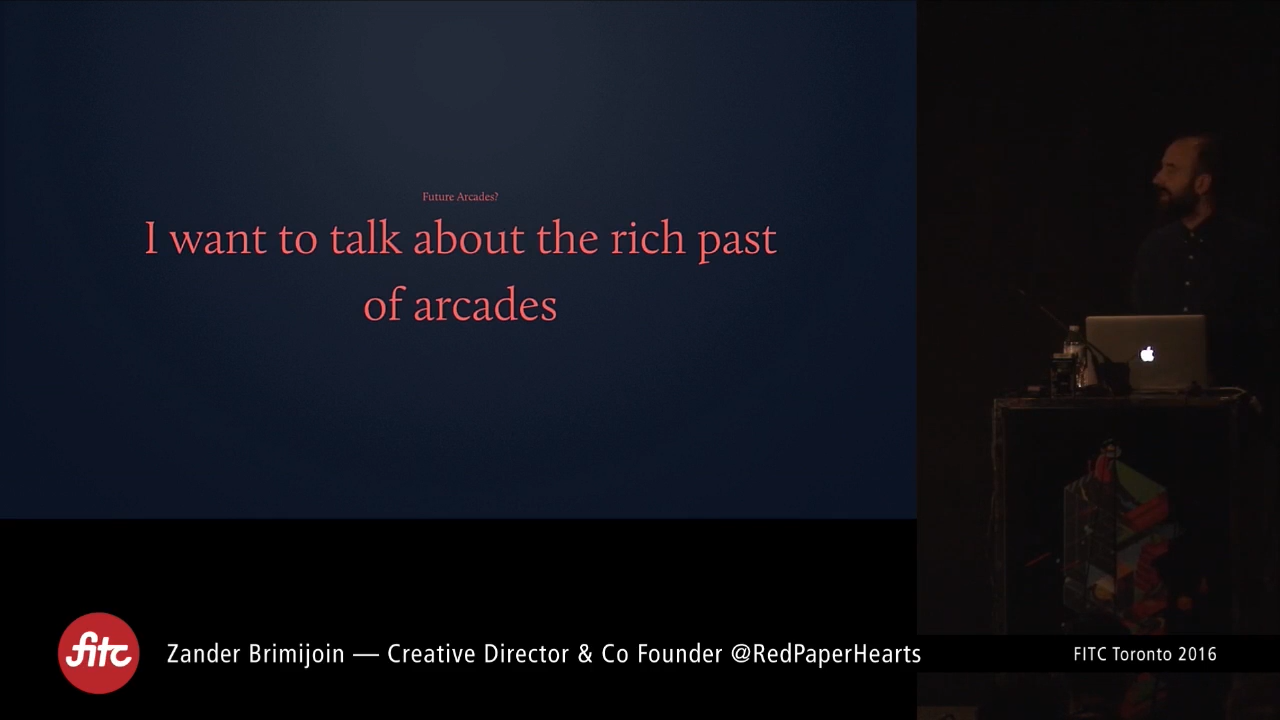 Future Arcades?
I want to talk about the rich past
of arcades
fitc
Zander Brimijoin — Creative Director & Co Founder @RedPaperHearts
FITC Toronto 2016